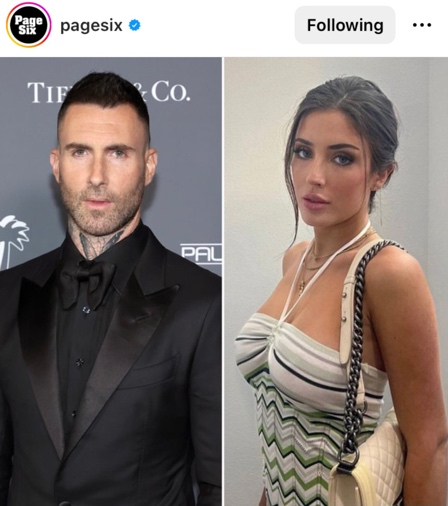 Page
Six
pagesix
Following
TIF & CO.
PAL